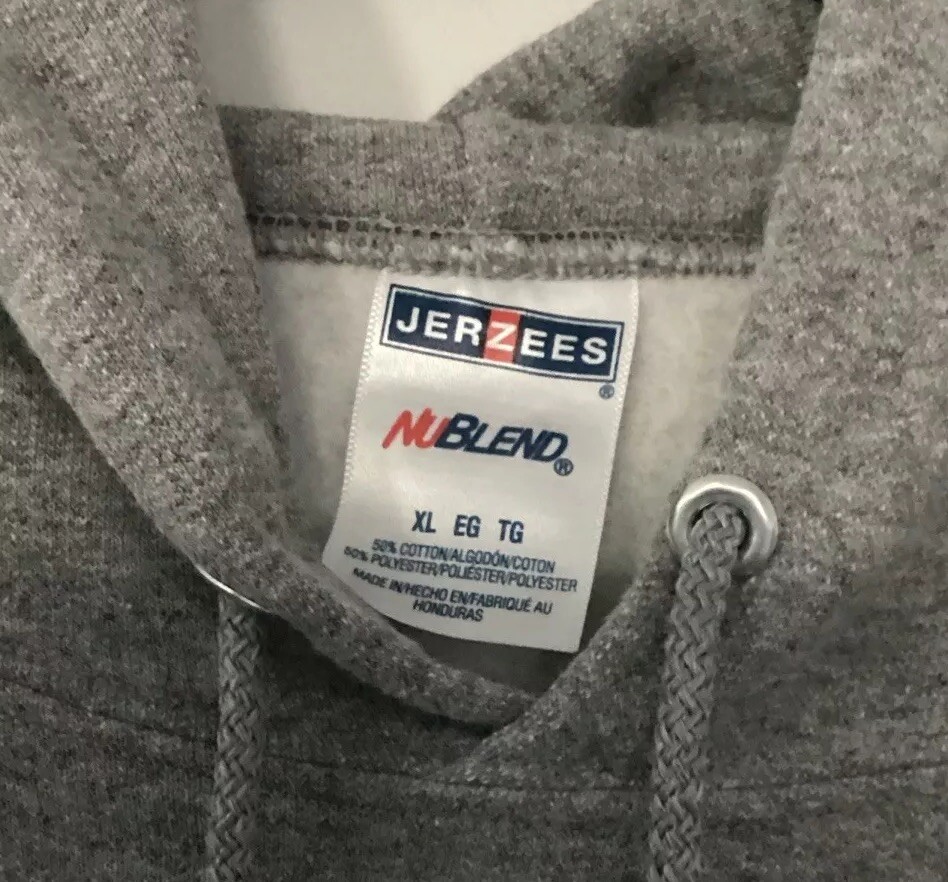 JERZEES
®
NUBLEND®
XL EG TG
50% COTTON/ALGODÓN/COTON
50% POLYESTER/POLIÉSTER/POLYESTER
MADE IN/HECHO EN/FABRIQUÉ AU
HONDURAS